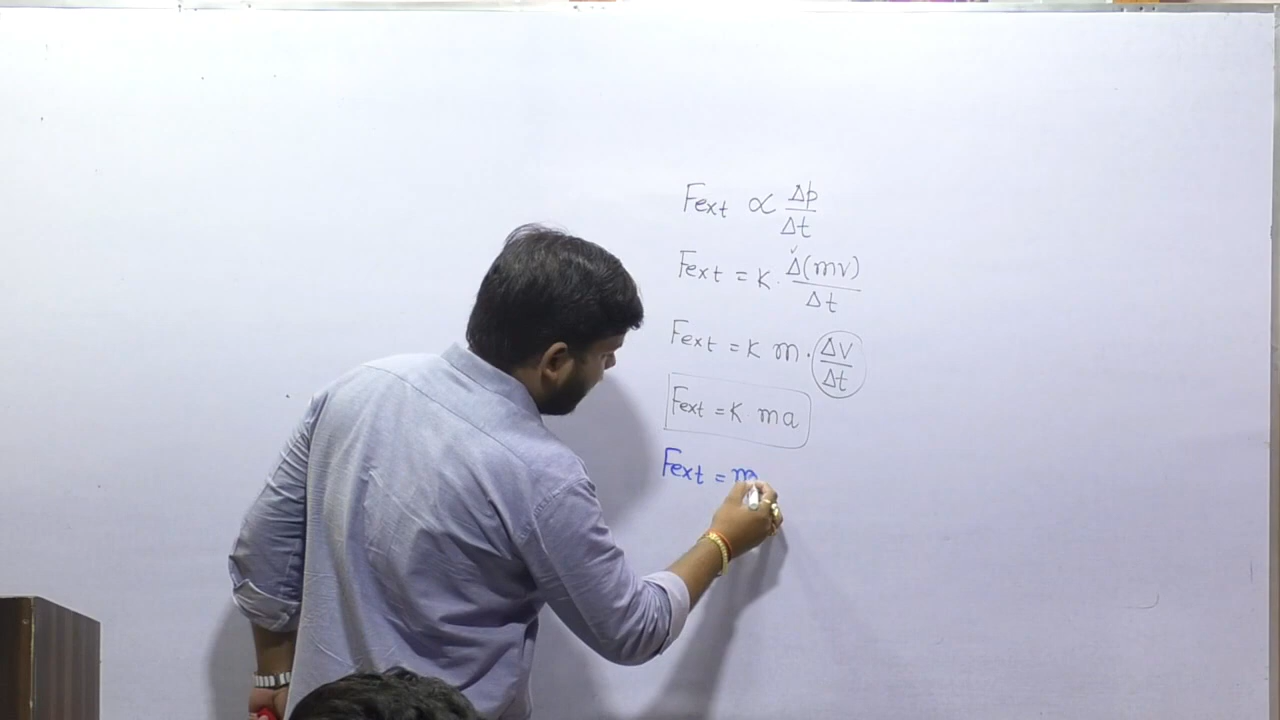 Fext ∝ Δp/Δt
Fext = K · Δ(mv)/Δt
Fext = K m · Δv/Δt
Fext = K ma
Fext = m